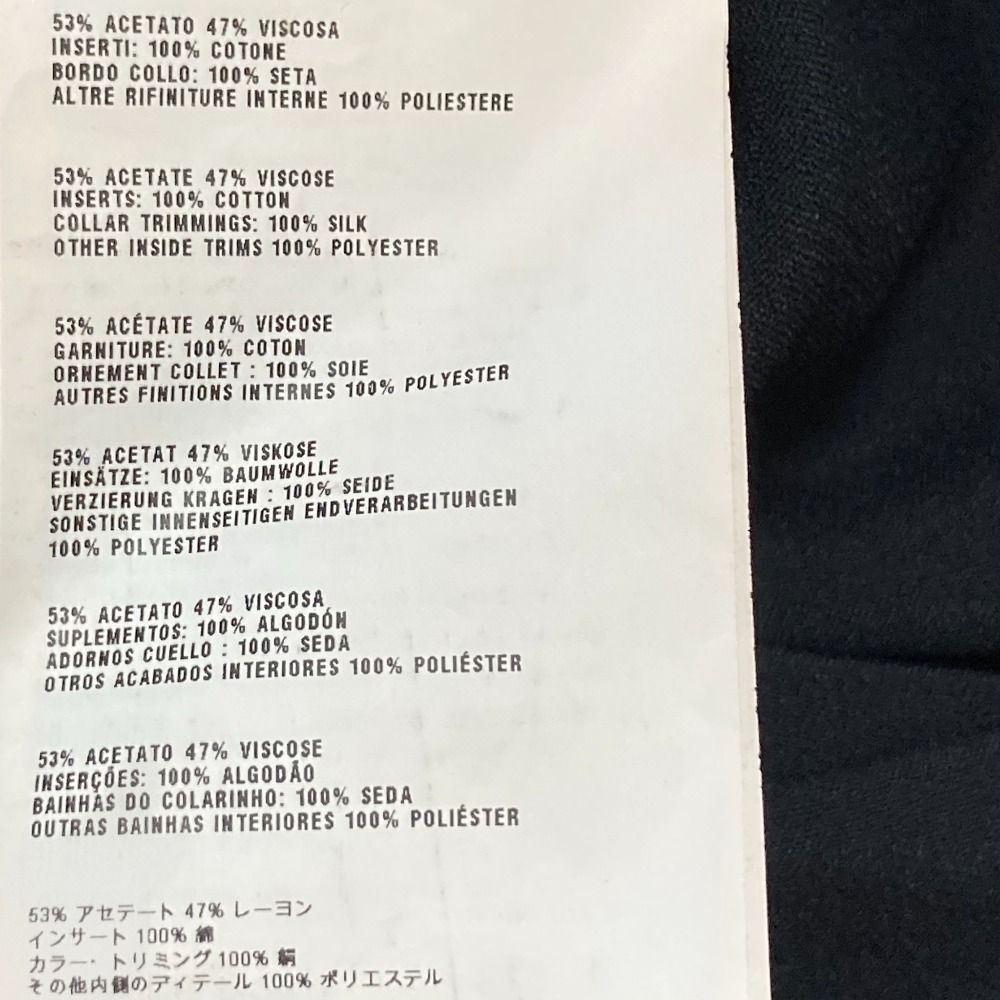 53% ACETATO 47% VISCOSA
INSERTI: 100% COTONE
BORDO COLLO: 100% SETA
ALTRE RIFINITURE INTERNE 100% POLIESTERE
53% ACETATE 47% VISCOSE
INSERTS: 100% COTTON
COLLAR TRIMMINGS: 100% SILK
OTHER INSIDE TRIMS 100% POLYESTER
53% ACÉTATE 47% VISCOSE
GARNITURE: 100% COTON
ORNEMENT COLLET : 100% SOIE
AUTRES FINITIONS INTERNES 100% POLYESTER
53% ACETAT 47% VISKOSE
EINSÄTZE: 100% BAUMWOLLE
VERZIERUNG KRAGEN : 100% SEIDE
SONSTIGE INNENSEITIGEN ENDVERARBEITUNGEN
100% POLYESTER
53% ACETATO 47% VISCOSA
SUPLEMENTOS: 100% ALGODÓN
ADORNOS CUELLO : 100% SEDA
OTROS ACABADOS INTERIORES 100% POLIÉSTER
53% ACETATO 47% VISCOSE
INSERÇÕES: 100% ALGODÃO
BAINHAS DO COLARINHO: 100% SEDA
OUTRAS BAINHAS INTERIORES 100% POLIÉSTER
53% アセテート 47% レーヨン
インサート 100% 綿
カラー・トリミング 100% 絹
その他内側のディテール 100% ポリエステル